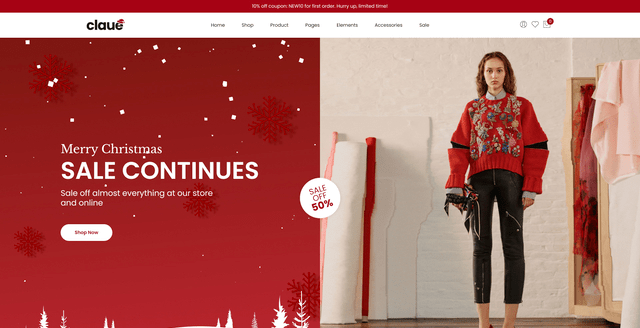 10% off coupon: NEW10 for first order. Hurry up, limited time!
claue
Home Shop Product Pages Elements Accessories Sale
0
Merry Christmas
SALE CONTINUES
Sale off almost everything at our store
and online
Shop Now
SALE
OFF
50%